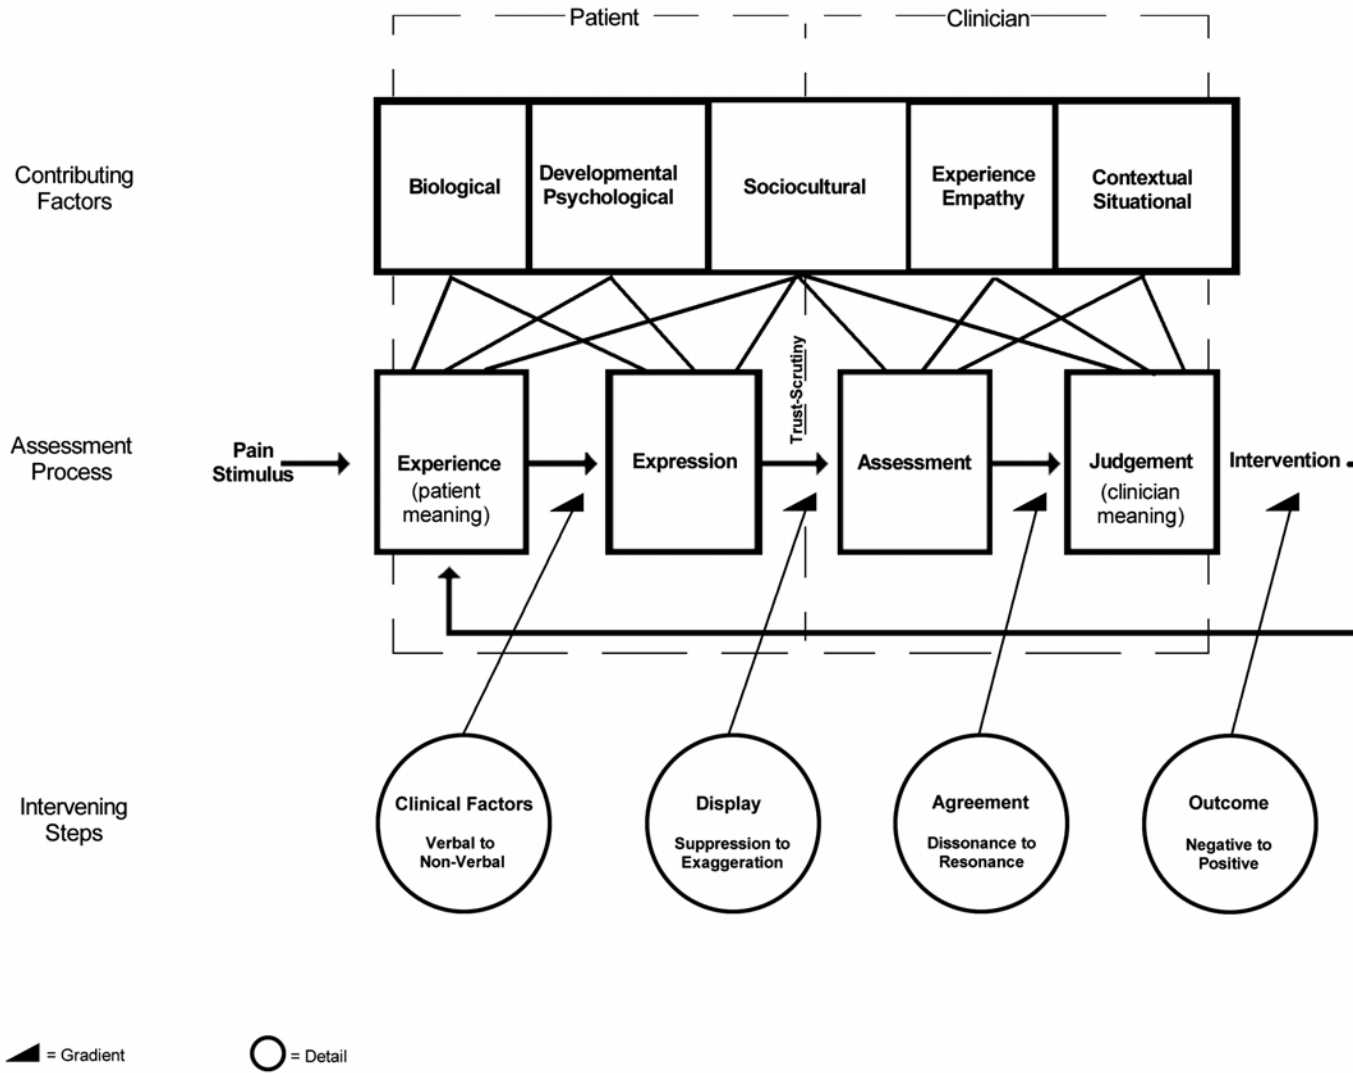 Patient
Clinician
Contributing
Factors
Biological
Developmental
Psychological
Sociocultural
Experience
Empathy
Contextual
Situational
Trust-Scrutiny
Assessment
Process
Pain
Stimulus
Experience
(patient
meaning)
Expression
Assessment
Judgement
(clinician
meaning)
Intervention
Intervening
Steps
Clinical Factors
Verbal to
Non-Verbal
Display
Suppression to
Exaggeration
Agreement
Dissonance to
Resonance
Outcome
Negative to
Positive
= Gradient
= Detail